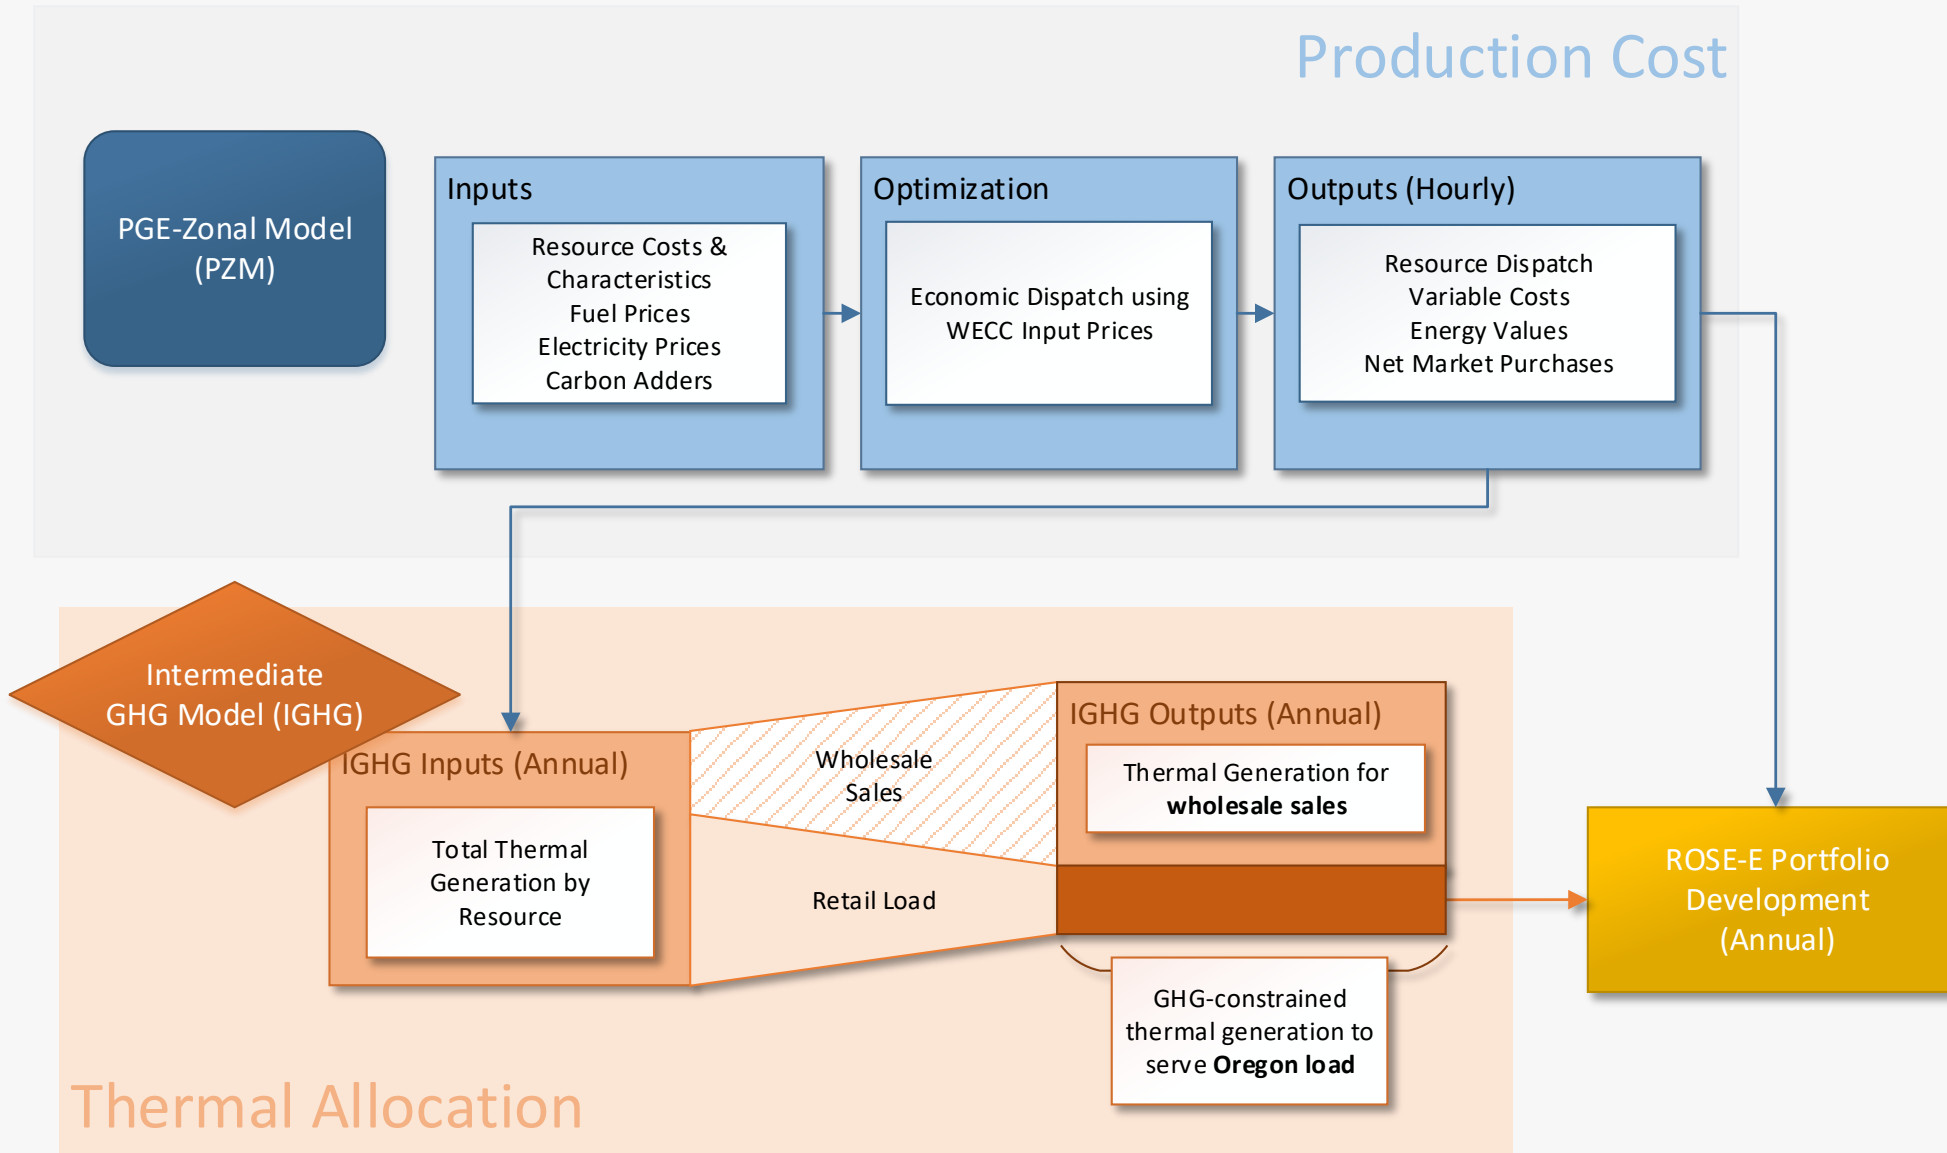 Production Cost
PGE-Zonal Model
(PZM)
Inputs
Resource Costs &
Characteristics
Fuel Prices
Electricity Prices
Carbon Adders
Optimization
Economic Dispatch using
WECC Input Prices
Outputs (Hourly)
Resource Dispatch
Variable Costs
Energy Values
Net Market Purchases
Intermediate
GHG Model (IGHG)
IGHG Inputs (Annual)
Total Thermal
Generation by
Resource
Wholesale
Sales
Retail Load
IGHG Outputs (Annual)
Thermal Generation for
wholesale sales
GHG-constrained
thermal generation to
serve Oregon load
ROSE-E Portfolio
Development
(Annual)
Thermal Allocation